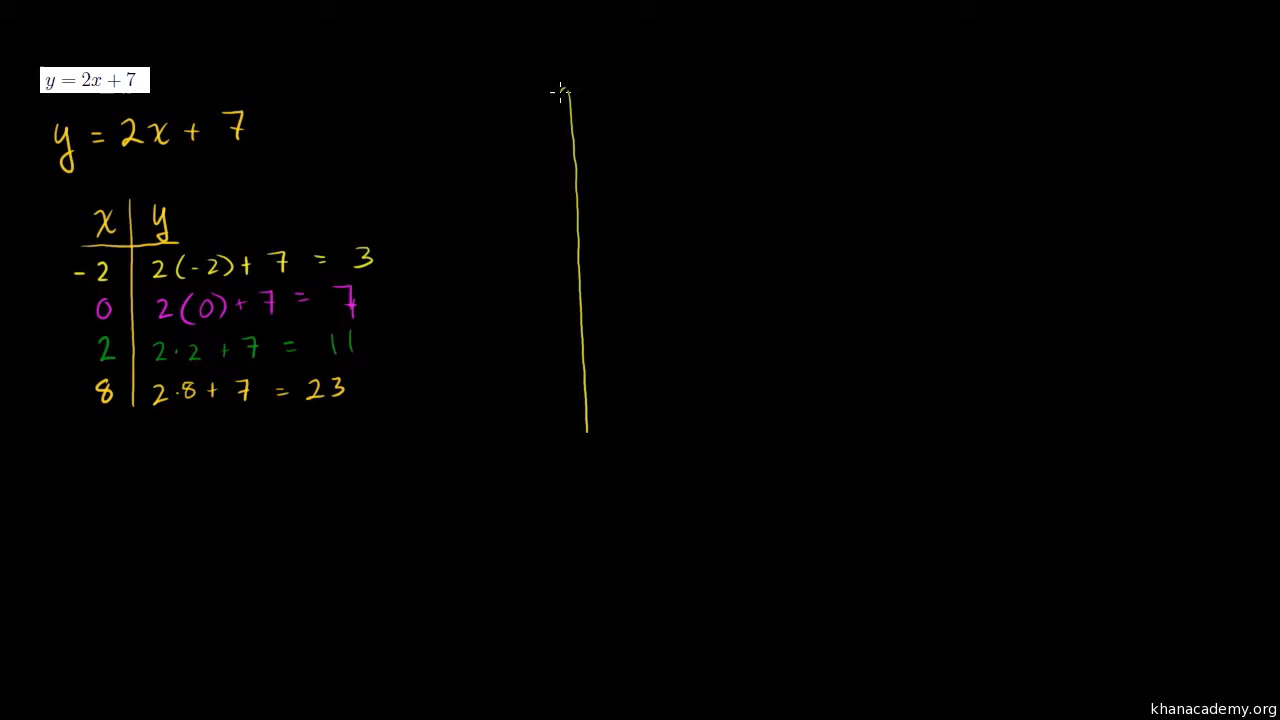 y = 2x + 7
y = 2x + 7
x y
-2 2(-2) + 7 = 3
0 2(0) + 7 = 7
2 2·2 + 7 = 11
8 2·8 + 7 = 23
khanacademy.org